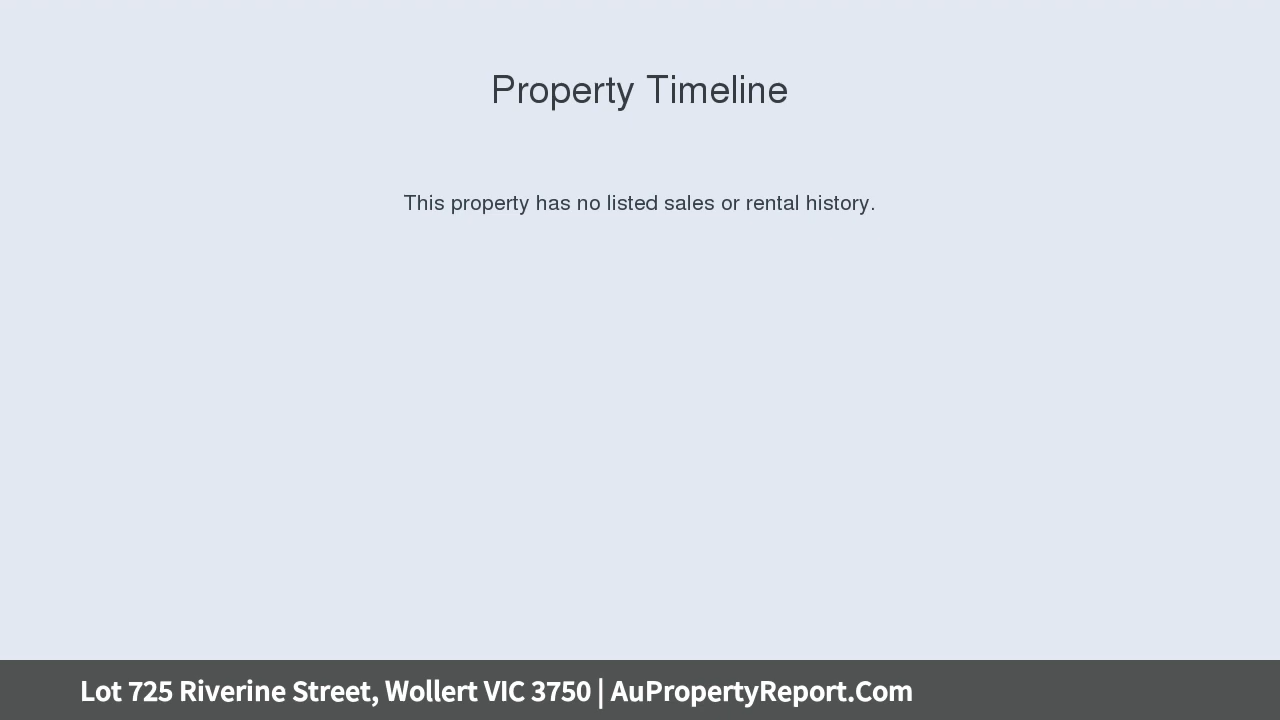 Property Timeline
This property has no listed sales or rental history.
Lot 725 Riverine Street, Wollert VIC 3750 | AuPropertyReport.Com